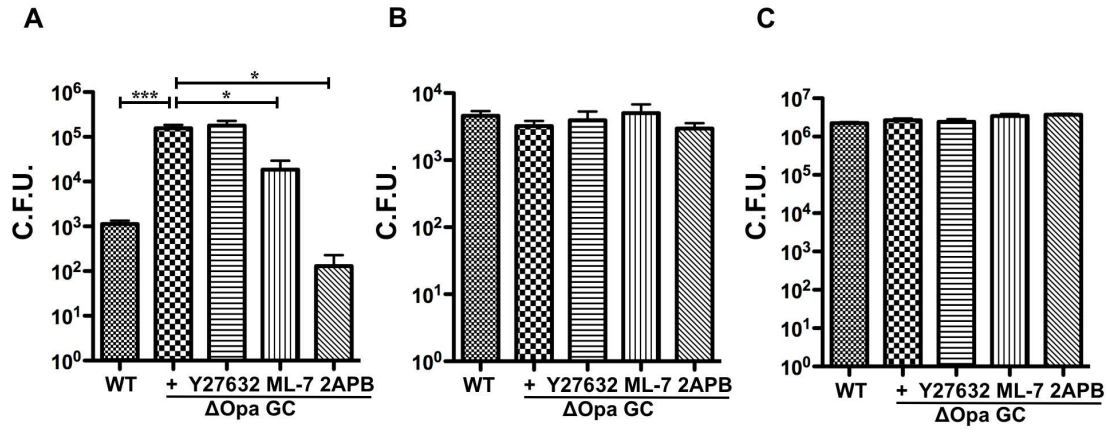 A
C.F.U.
10⁶
10⁵
10⁴
10³
10²
10¹
10⁰
***
*
*
WT + Y27632 ML-7 2APB
ΔOpa GC
B
C.F.U.
10⁴
10³
10²
10¹
10⁰
WT + Y27632 ML-7 2APB
ΔOpa GC
C
C.F.U.
10⁷
10⁶
10⁵
10⁴
10³
10²
10¹
10⁰
WT + Y27632 ML-7 2APB
ΔOpa GC